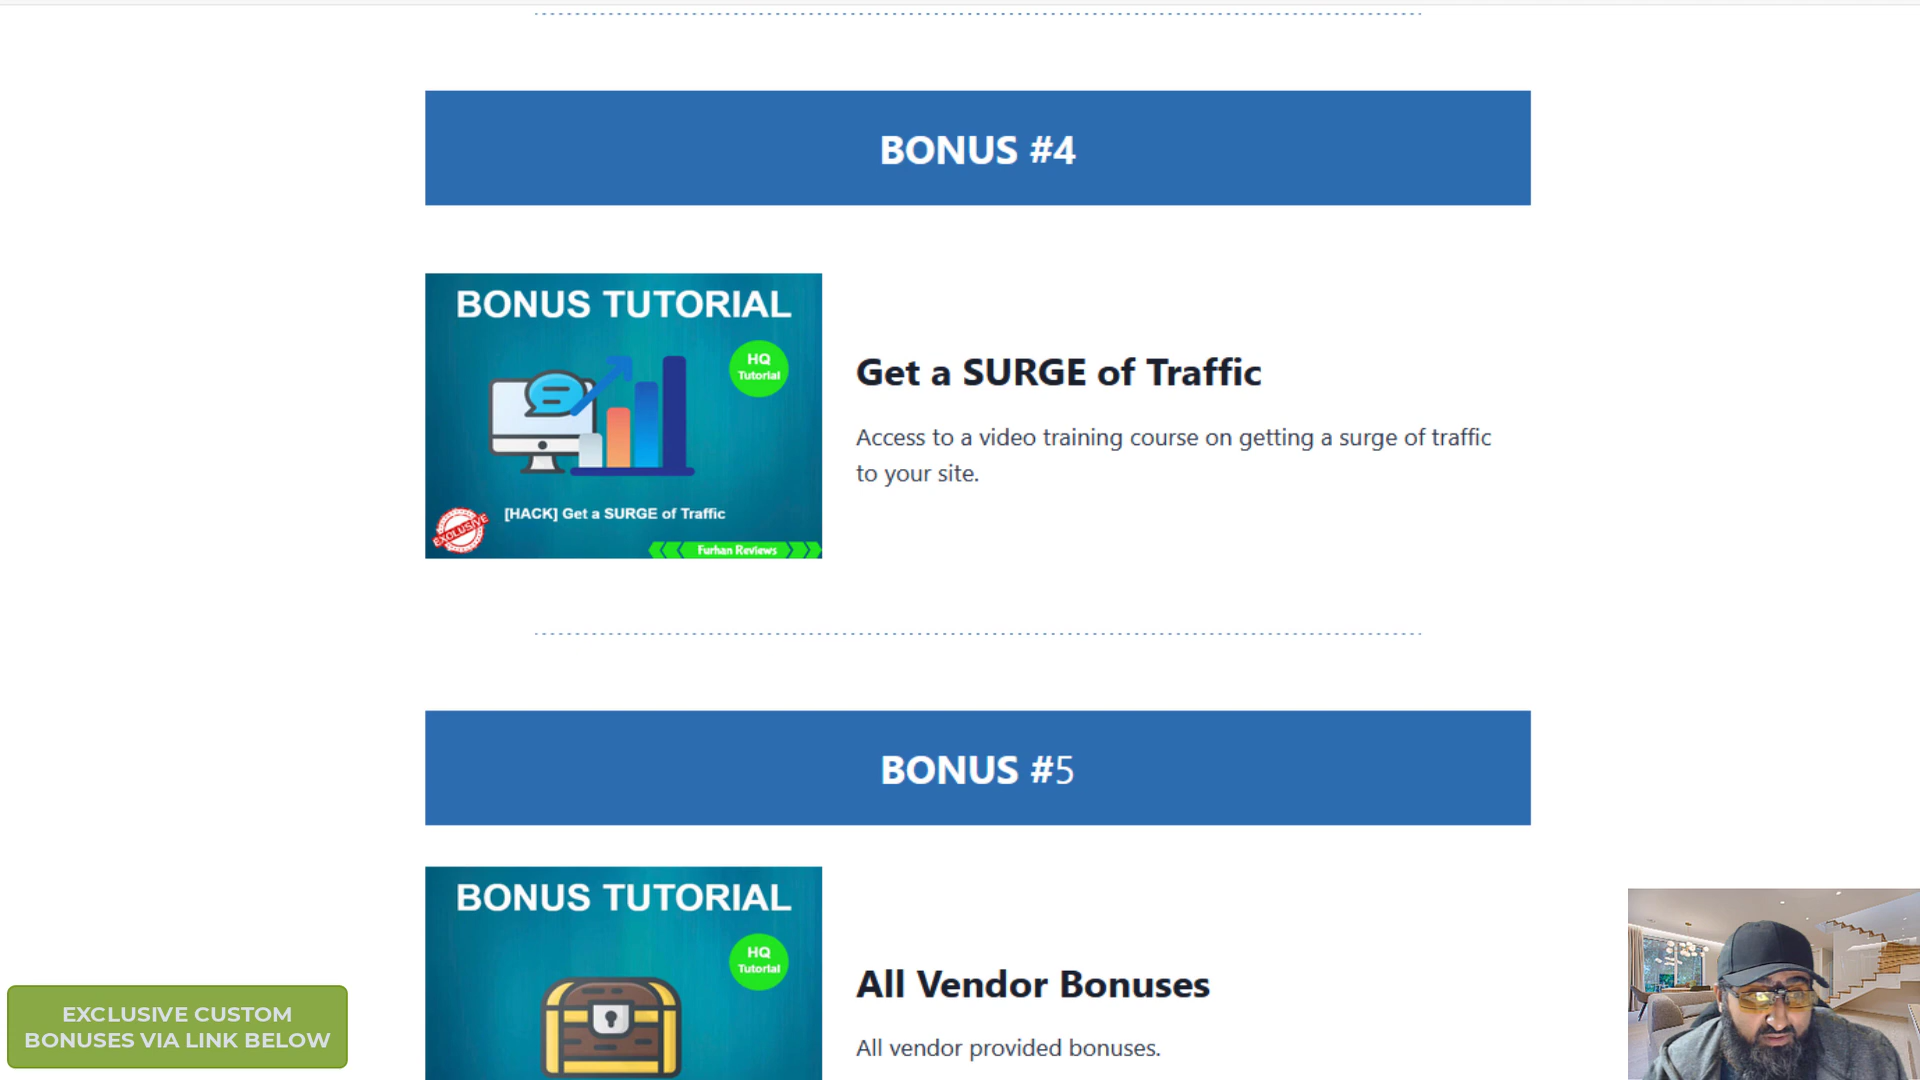 BONUS #4
BONUS TUTORIAL
HQ
Tutorial
[HACK] Get a SURGE of Traffic
EXCLUSIVE
Furhan Reviews
Get a SURGE of Traffic
Access to a video training course on getting a surge of traffic
to your site.
BONUS #5
BONUS TUTORIAL
HQ
Tutorial
All Vendor Bonuses
All vendor provided bonuses.
EXCLUSIVE CUSTOM
BONUSES VIA LINK BELOW